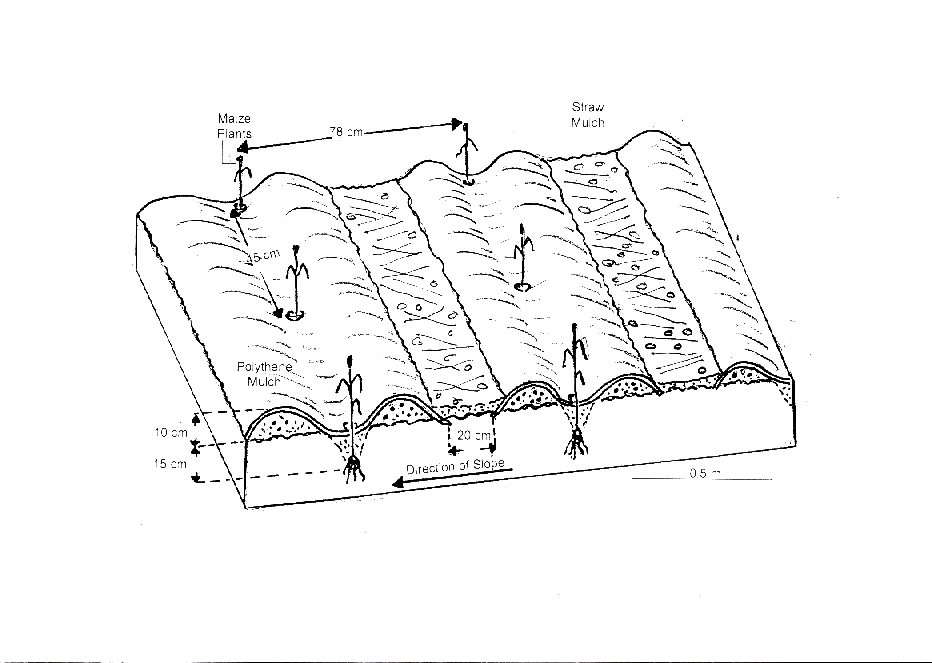 Maize
Plants
78 cm
Straw
Mulch
Polythene
Mulch
10 cm
15 cm
20 cm
Direction of Slope